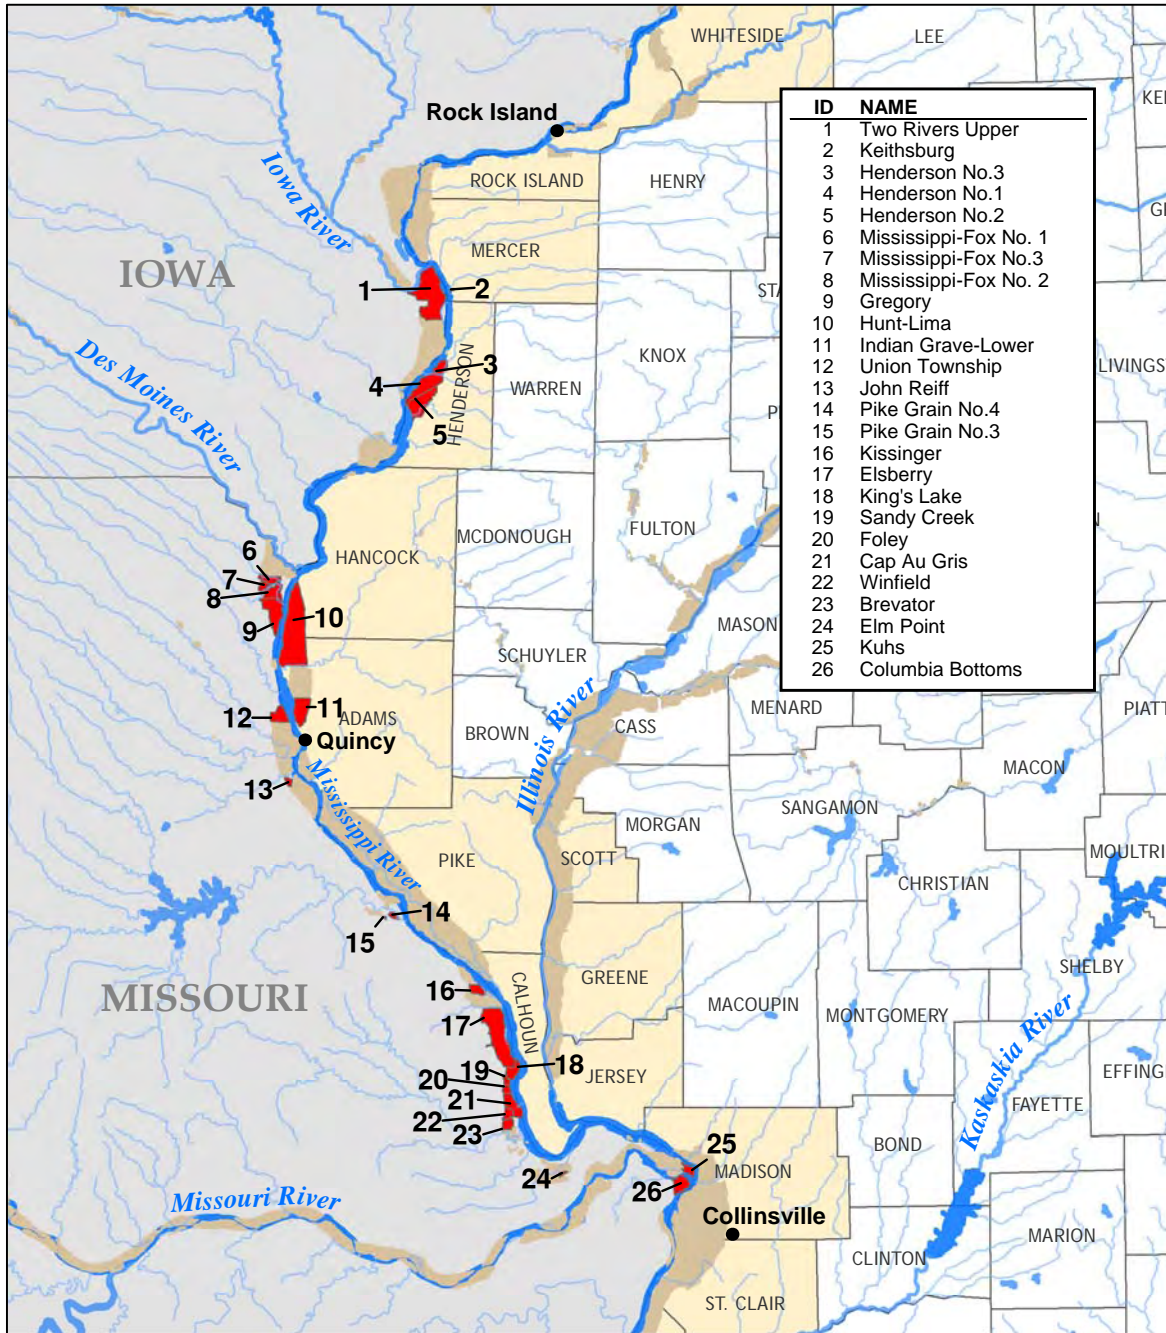 WHITESIDE
LEE
Rock Island
ROCK ISLAND
HENRY
Iowa River
MERCER
IOWA
1
2
KNOX
Des Moines River
HENDERSON
3
WARREN
4
5
LIVINGS
FULTON
MCDONOUGH
HANCOCK
6
7
8
9
10
MASON
SCHUYLER
Illinois River
MENARD
PIATT
11
12
ADAMS
CASS
BROWN
Quincy
MACON
13
Mississippi River
SANGAMON
MORGAN
PIKE
SCOTT
MOULTRI
CHRISTIAN
14
15
SHELBY
GREENE
16
MISSOURI
CALHOUN
MACOUPIN
MONTGOMERY
17
Kaskaskia River
18
19
JERSEY
EFFING
20
21
FAYETTE
22
23
BOND
25
MADISON
24
26
Missouri River
Collinsville
MARION
CLINTON
ST. CLAIR
ID NAME
1 Two Rivers Upper
2 Keithsburg
3 Henderson No.3
4 Henderson No.1
5 Henderson No.2
6 Mississippi-Fox No. 1
7 Mississippi-Fox No.3
8 Mississippi-Fox No. 2
9 Gregory
10 Hunt-Lima
11 Indian Grave-Lower
12 Union Township
13 John Reiff
14 Pike Grain No.4
15 Pike Grain No.3
16 Kissinger
17 Elsberry
18 King's Lake
19 Sandy Creek
20 Foley
21 Cap Au Gris
22 Winfield
23 Brevator
24 Elm Point
25 Kuhs
26 Columbia Bottoms